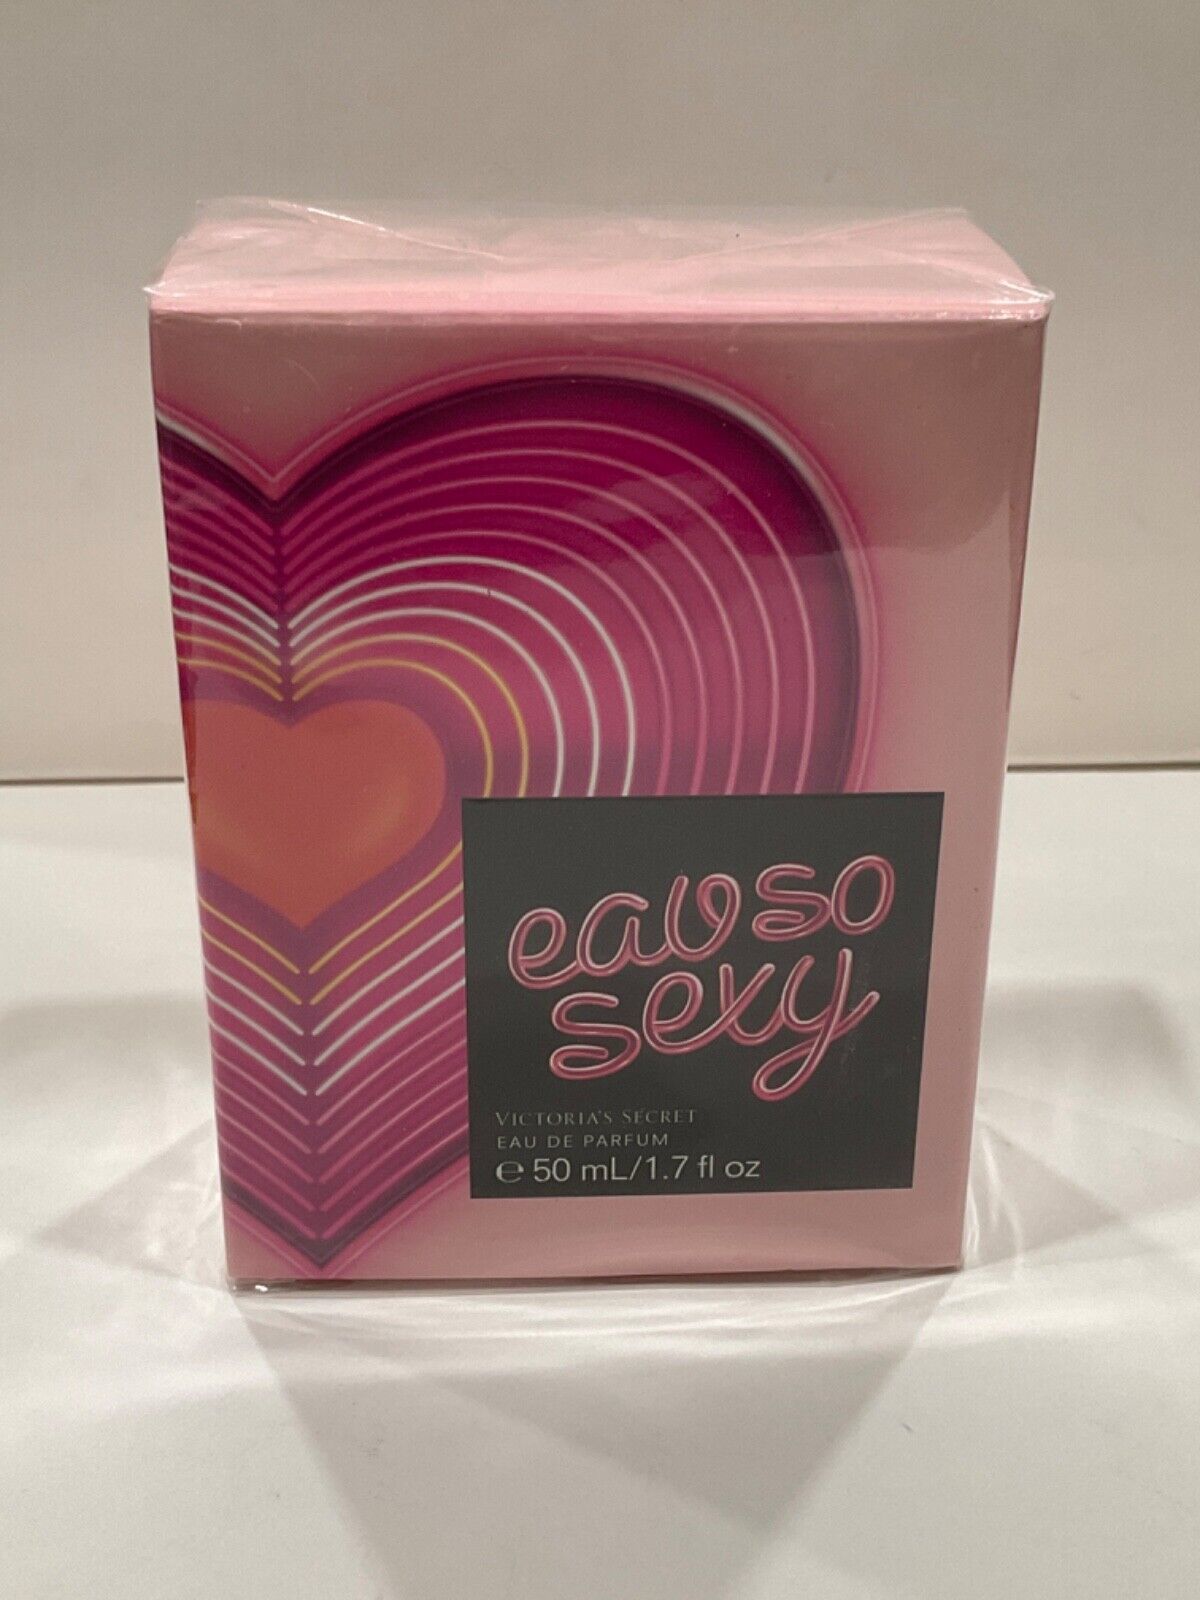 eau so
sexy
VICTORIA'S SECRET
EAU DE PARFUM
℮ 50 mL/1.7 fl oz